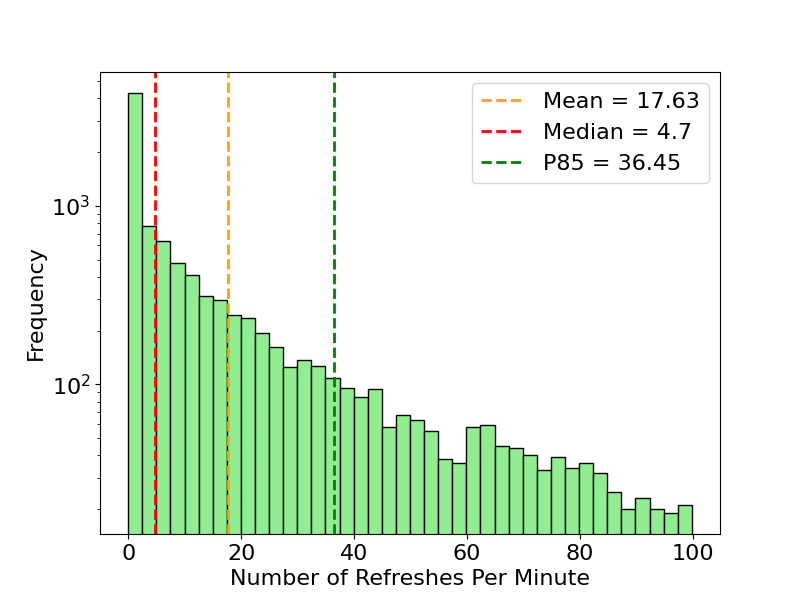 Mean = 17.63
Median = 4.7
P85 = 36.45
10³
10²
Frequency
0 20 40 60 80 100
Number of Refreshes Per Minute